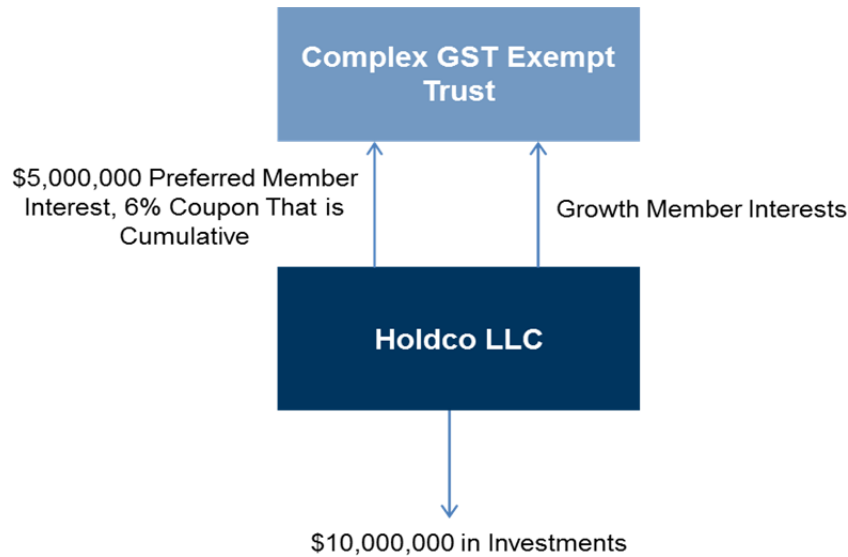 Complex GST Exempt
Trust
$5,000,000 Preferred Member
Interest, 6% Coupon That is
Cumulative
Growth Member Interests
Holdco LLC
$10,000,000 in Investments